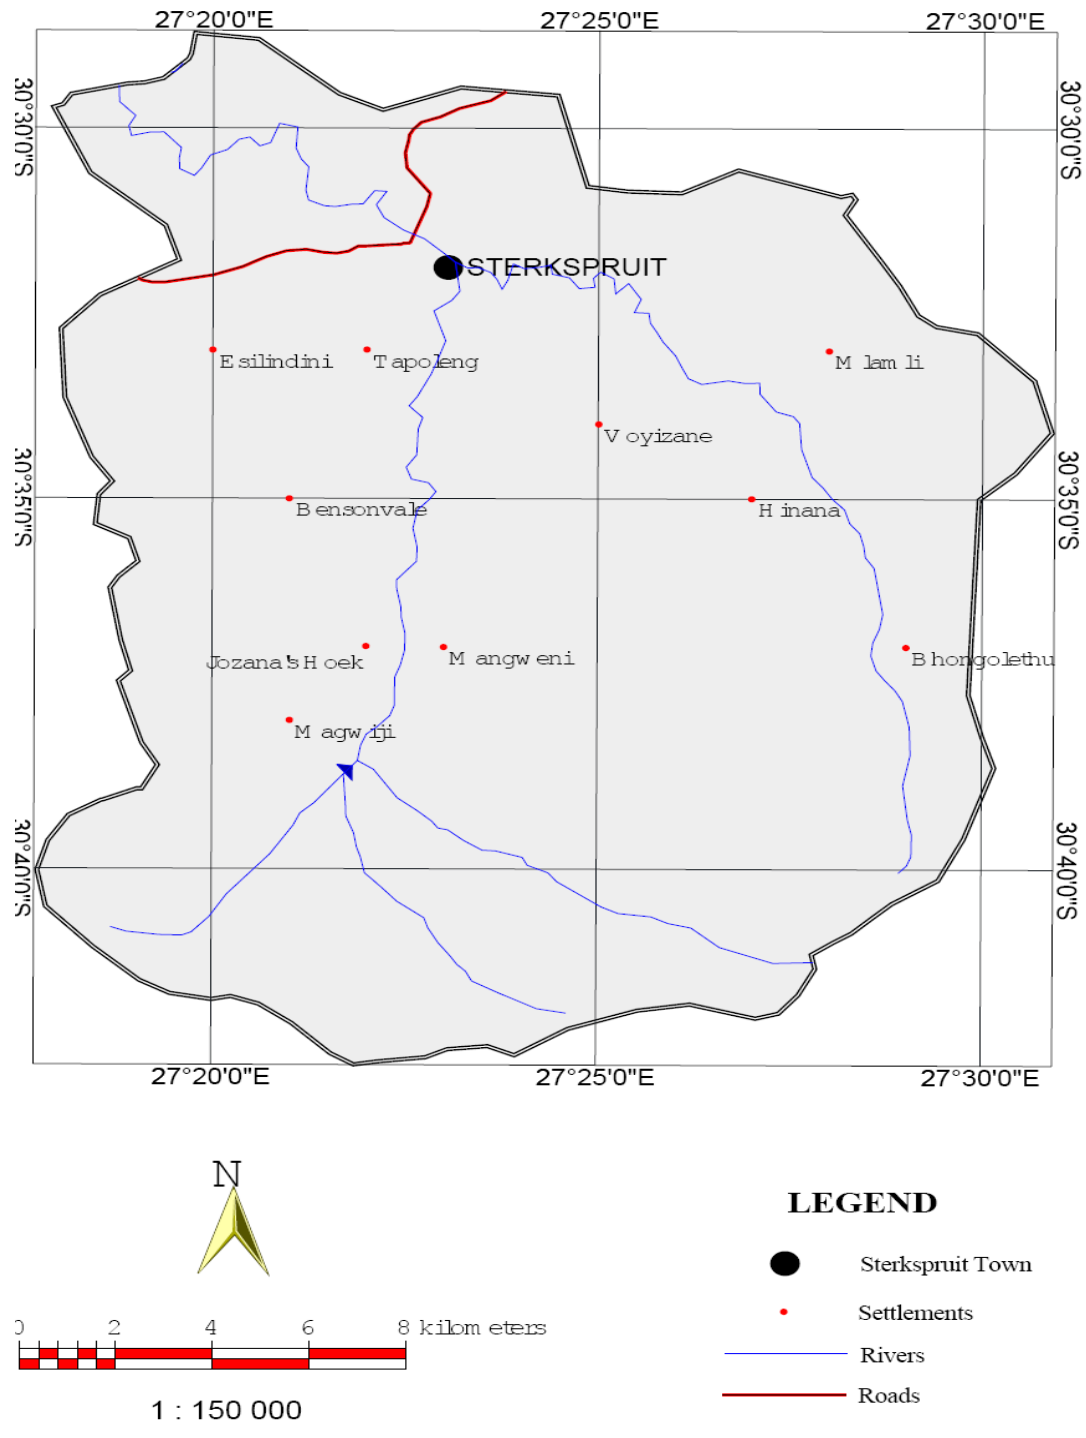 27°20'0"E 27°25'0"E 27°30'0"E
30°30'0"S 30°30'0"S
STERKSPRUIT
Esilindini Tapoleng Mlamli
Voyizane
30°35'0"S 30°35'0"S
Bensonvale Hinana
Jozana's Hoek Mangweni Bhongolethu
Magwiji
30°40'0"S 30°40'0"S
27°20'0"E 27°25'0"E 27°30'0"E
N
LEGEND
Sterkspruit Town
Settlements
0 2 4 6 8 kilometers
Rivers
Roads
1 : 150 000